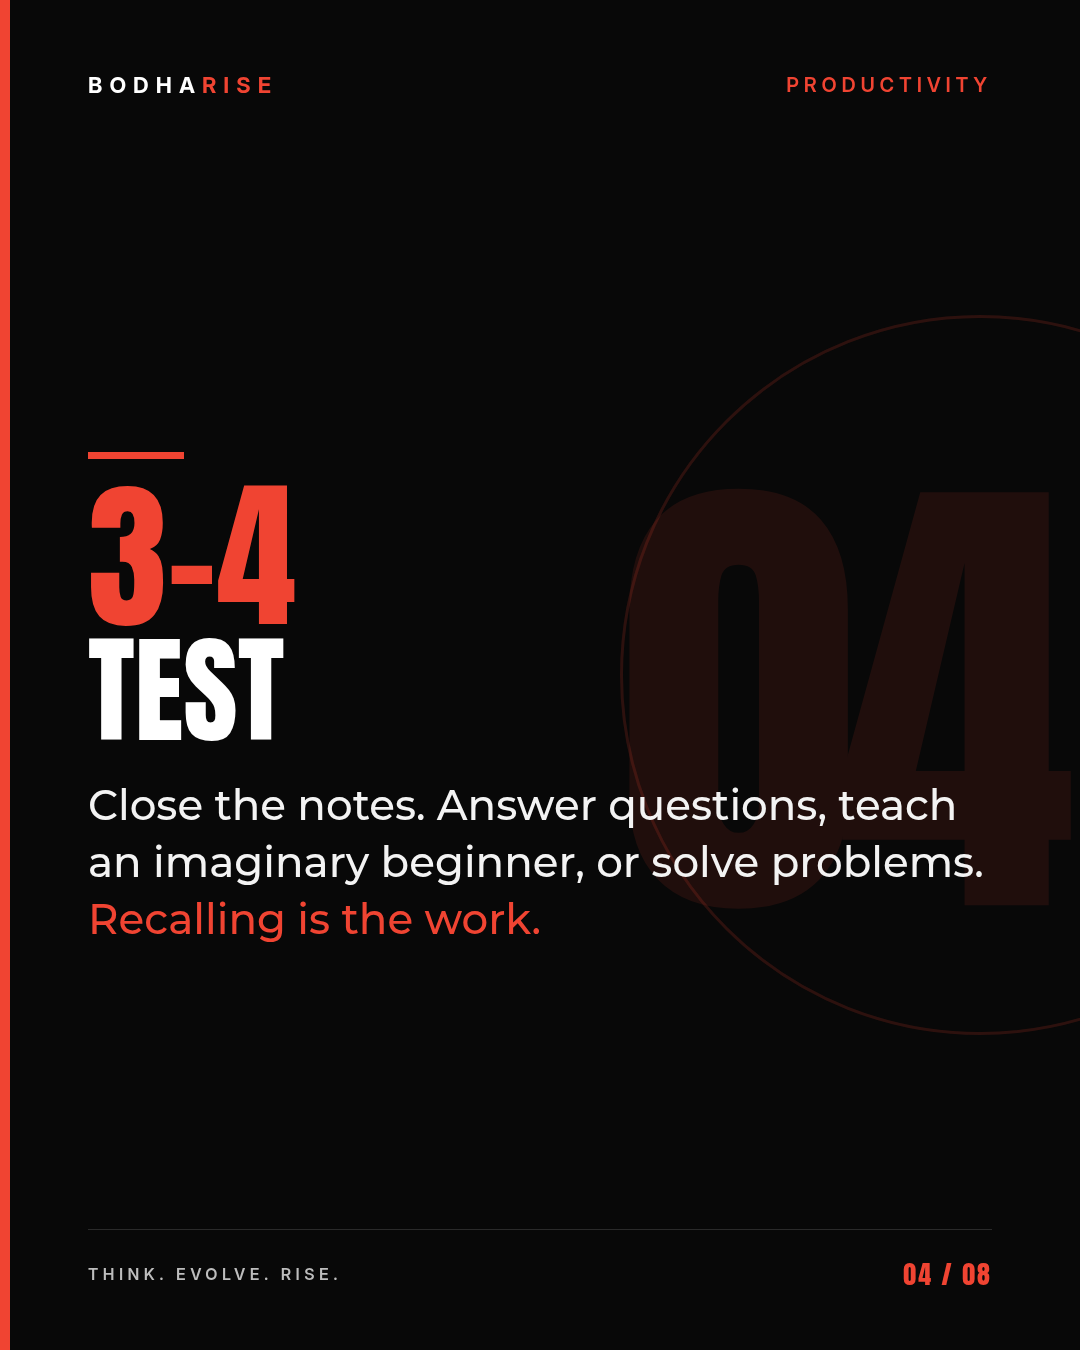 BODHARISE
PRODUCTIVITY
3-4
TEST
04
Close the notes. Answer questions, teach
an imaginary beginner, or solve problems.
Recalling is the work.
THINK. EVOLVE. RISE.
04 / 08